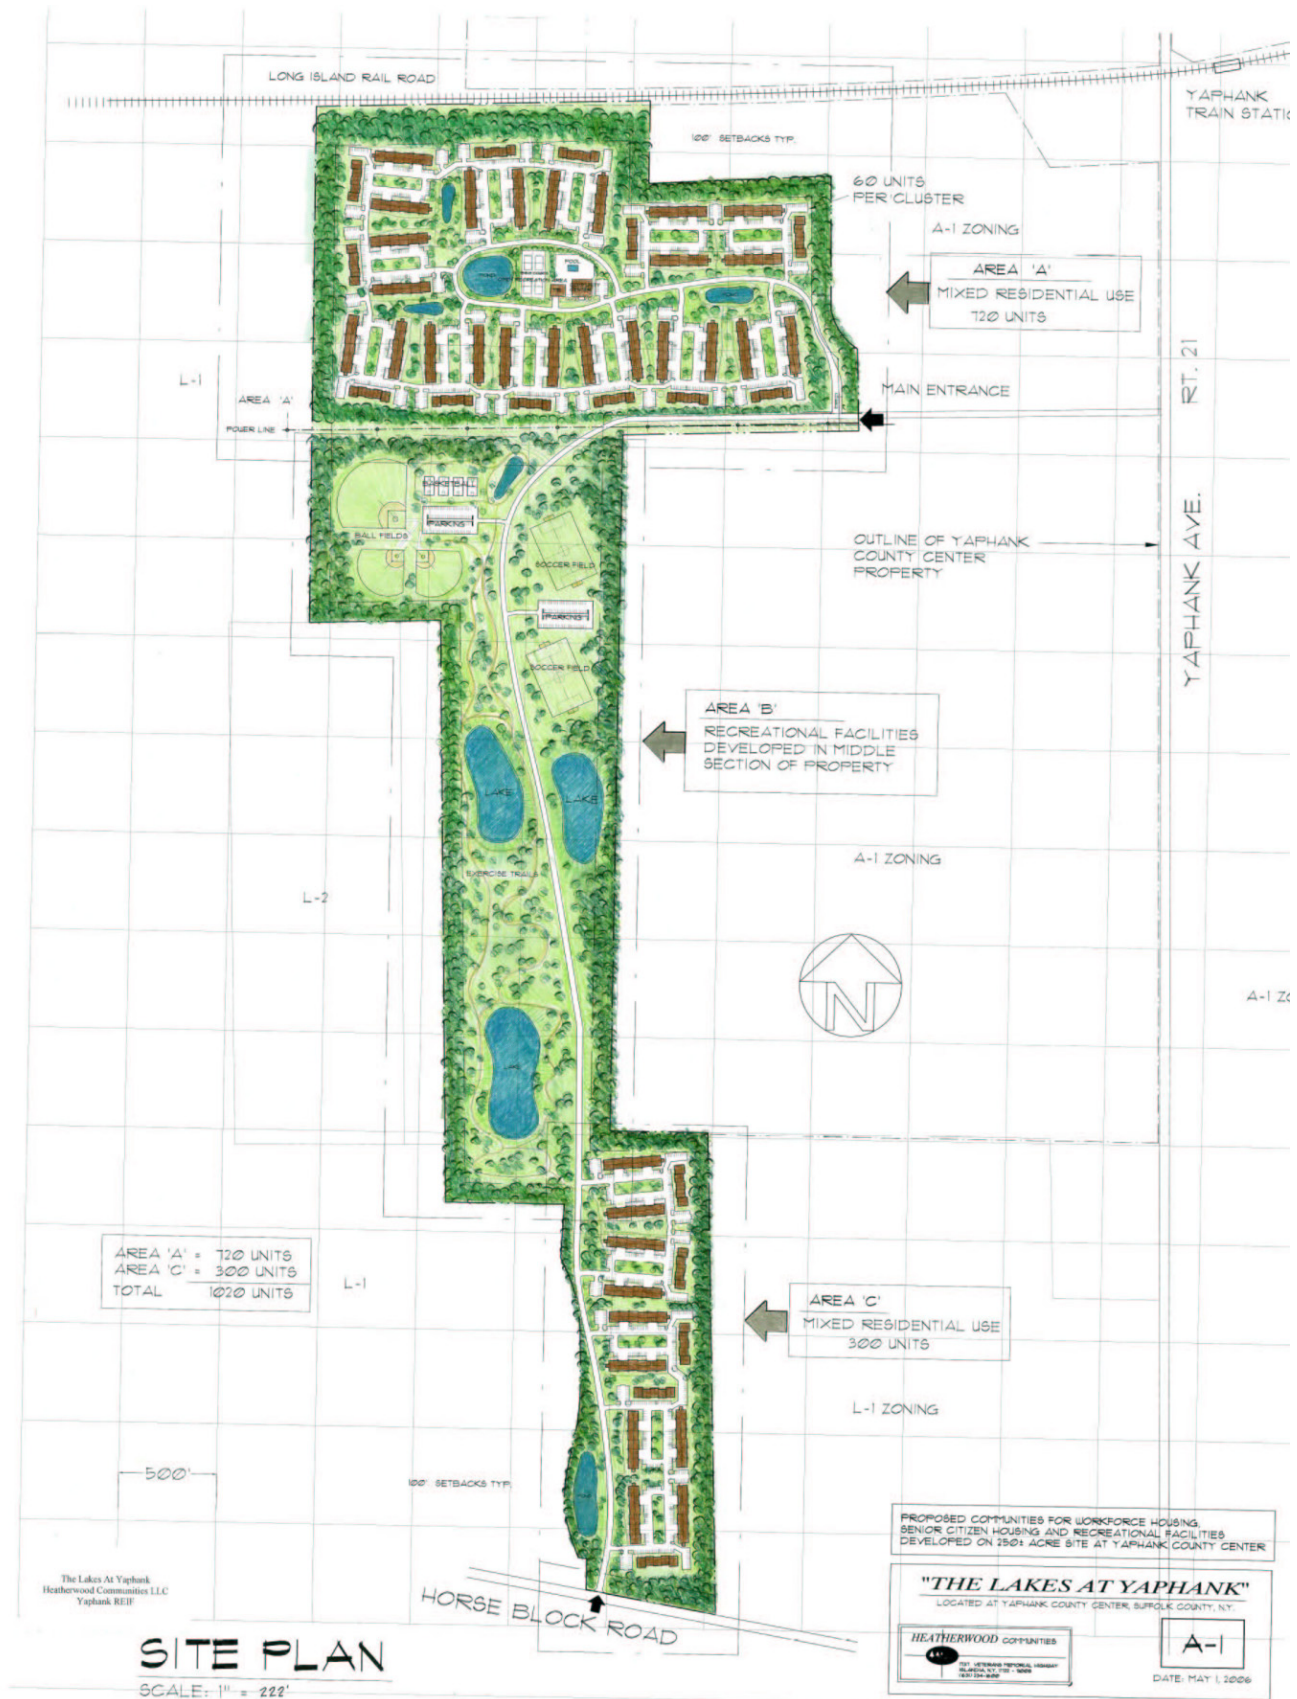 LONG ISLAND RAIL ROAD
YAPHANK
TRAIN STATIO
100' SETBACKS TYP.
60 UNITS
PER CLUSTER
A-1 ZONING
AREA 'A'
MIXED RESIDENTIAL USE
720 UNITS
POOL
RT. 21
L-1
AREA 'A'
MAIN ENTRANCE
POWER LINE
BASKETBALL
PARKING
BALL FIELDS
YAPHANK AVE.
OUTLINE OF YAPHANK
COUNTY CENTER
PROPERTY
SOCCER FIELD
PARKING
SOCCER FIELD
AREA 'B'
RECREATIONAL FACILITIES
DEVELOPED IN MIDDLE
SECTION OF PROPERTY
LAKE
LAKE
A-1 ZONING
EXERCISE TRAILS
L-2
N
A-1 ZO
LAKE
AREA 'A' = 720 UNITS
AREA 'C' = 300 UNITS
TOTAL 1020 UNITS
L-1
AREA 'C'
MIXED RESIDENTIAL USE
300 UNITS
L-1 ZONING
500'
100' SETBACKS TYP.
PROPOSED COMMUNITIES FOR WORKFORCE HOUSING,
SENIOR CITIZEN HOUSING AND RECREATIONAL FACILITIES
DEVELOPED ON 250± ACRE SITE AT YAPHANK COUNTY CENTER
The Lakes At Yaphank
Heatherwood Communities LLC
Yaphank REIF
HORSE BLOCK ROAD
"THE LAKES AT YAPHANK"
LOCATED AT YAPHANK COUNTY CENTER, SUFFOLK COUNTY, N.Y.
HEATHERWOOD COMMUNITIES
A-1
DATE: MAY 1, 2006
SITE PLAN
SCALE: 1" = 222'